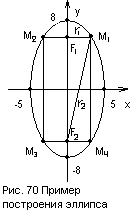 8 y
M₂ r₁ M₁
F₁
-5 5 x
r₂
F₂
M₃ M₄
-8
Рис. 70 Пример
построения эллипса